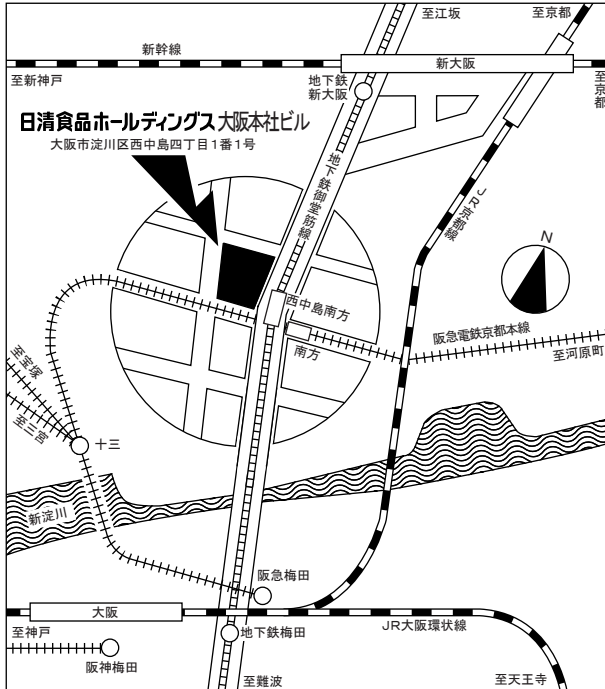 至江坂
至京都
新幹線
新大阪
至新神戸
至京都
地下鉄
新大阪
日清食品ホールディングス大阪本社ビル
大阪市淀川区西中島四丁目1番1号
地下鉄御堂筋線
JR京都線
N
西中島南方
南方
阪急電鉄京都本線
至河原町
至宝塚
至三宮
十三
新淀川
阪急梅田
大阪
至神戸
地下鉄梅田
JR大阪環状線
阪神梅田
至難波
至天王寺